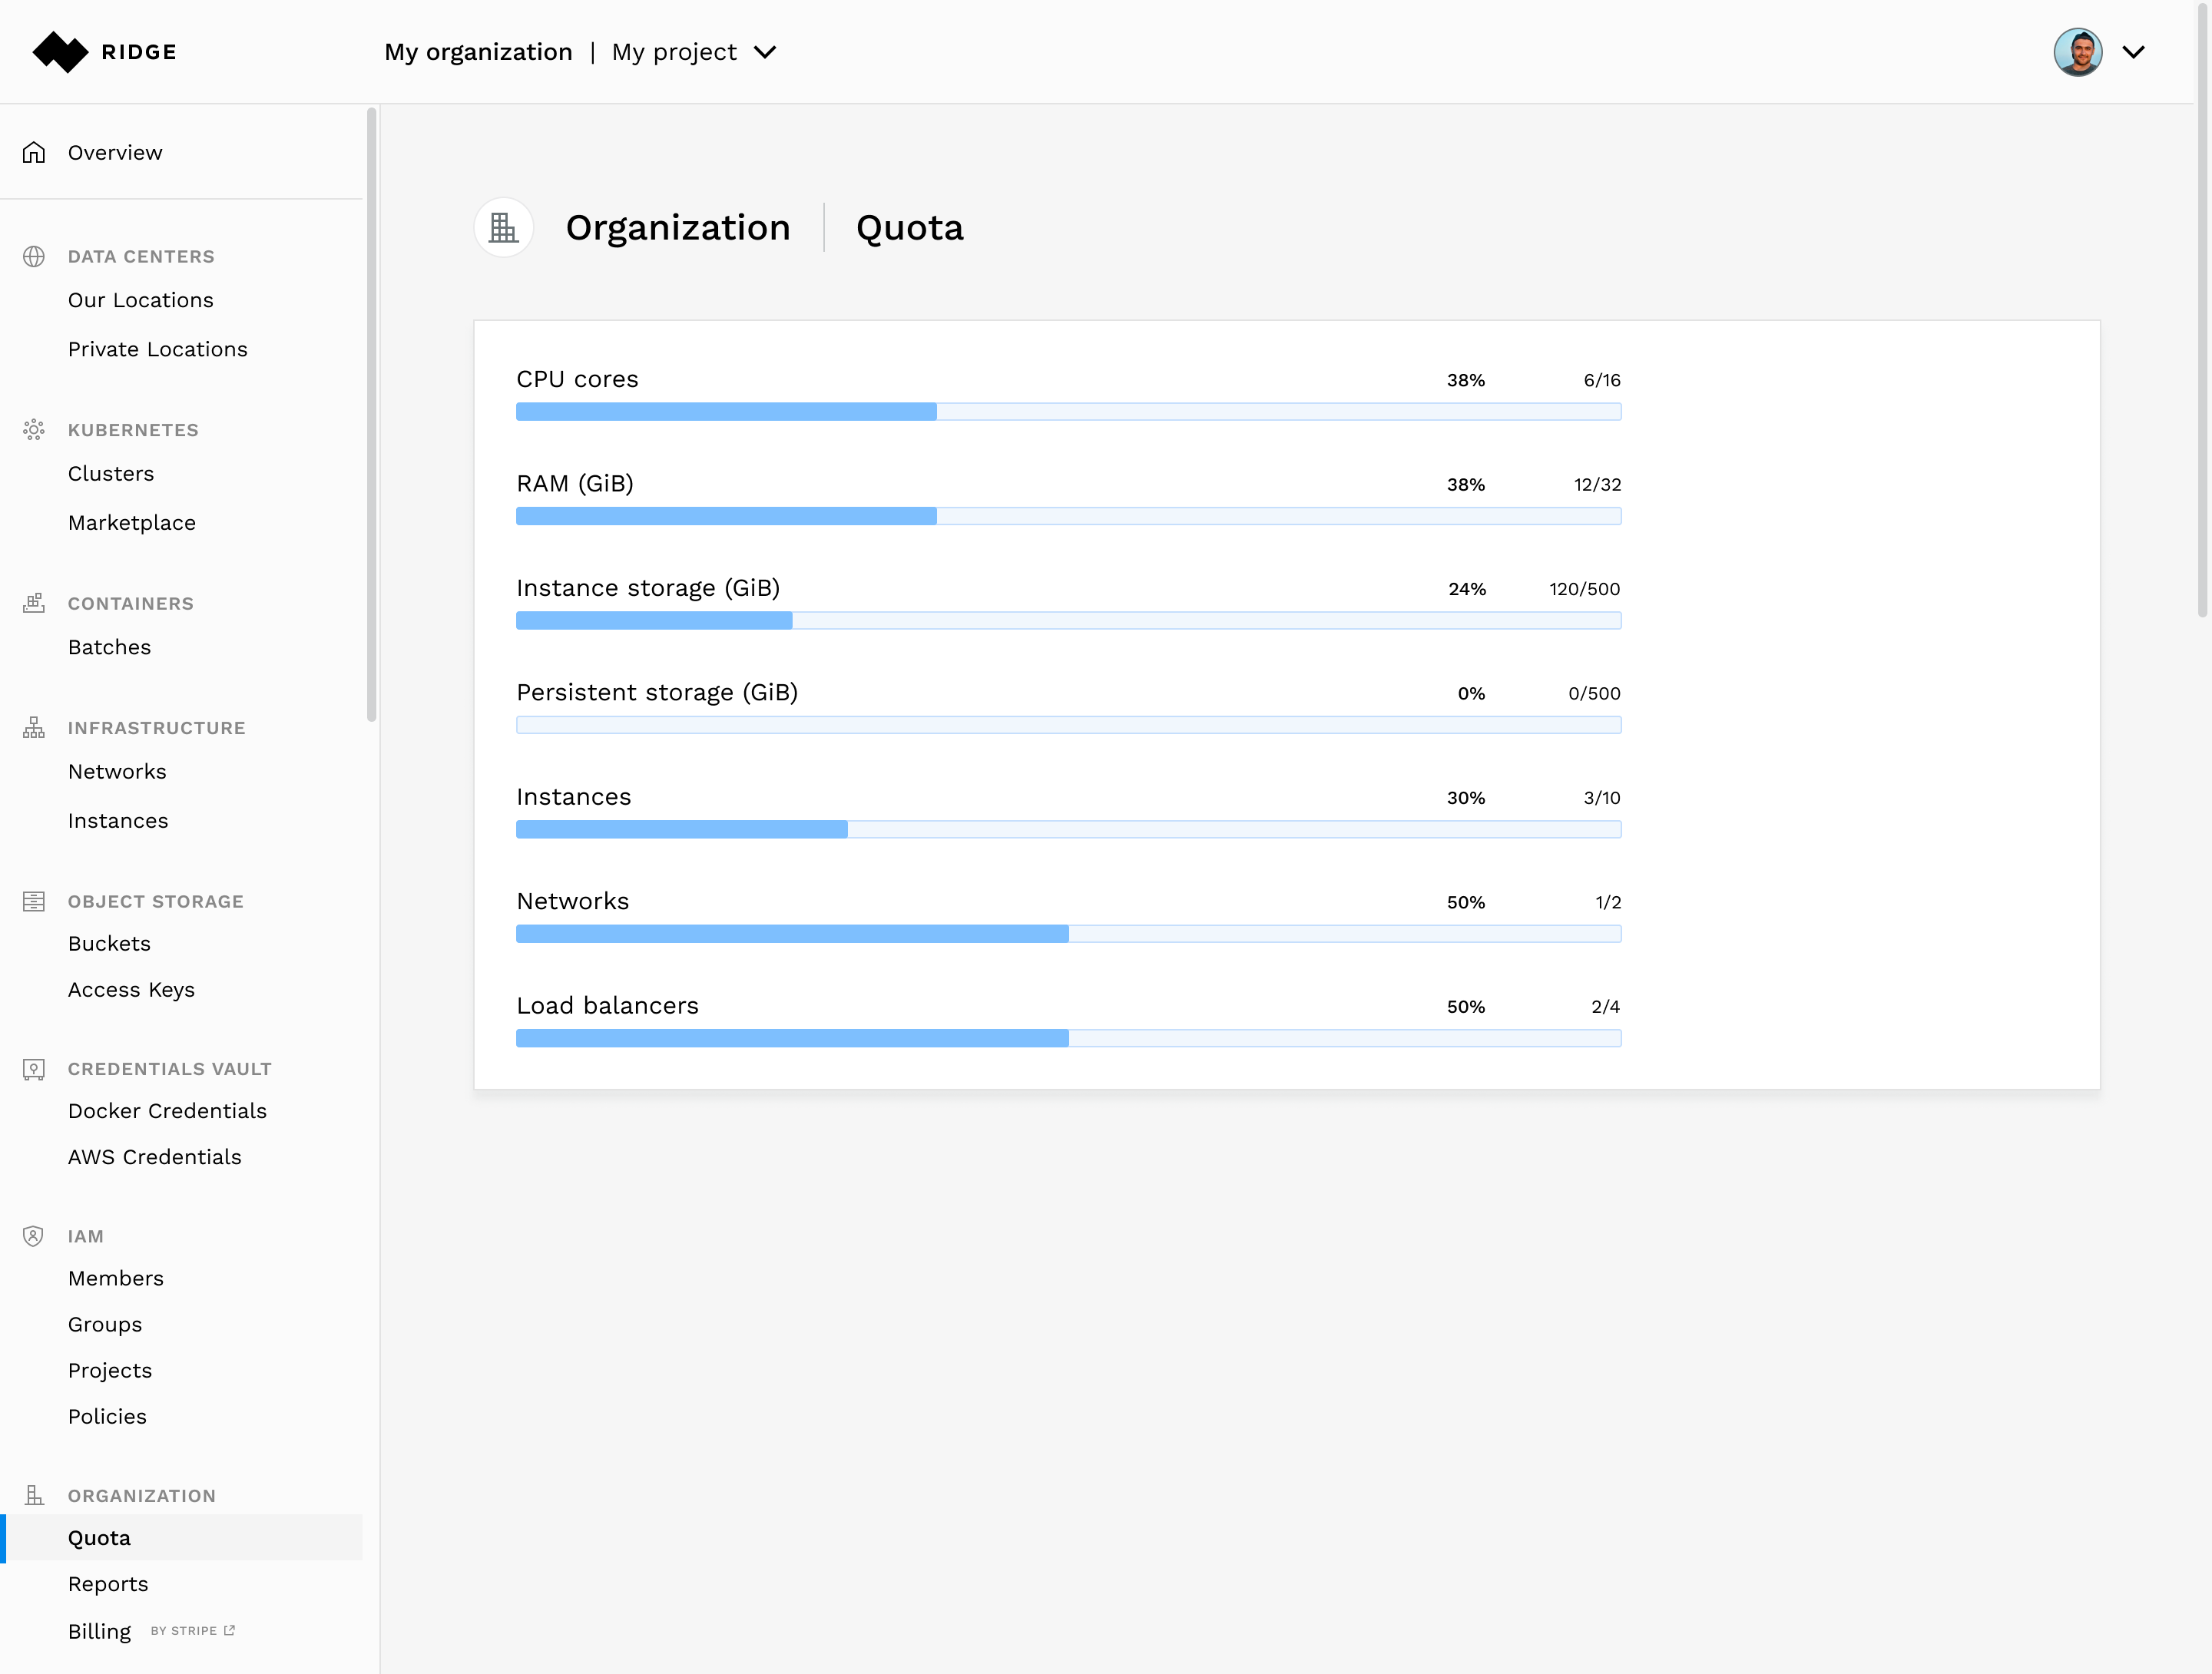 RIDGE
My organization | My project
Overview
DATA CENTERS
Our Locations
Private Locations
KUBERNETES
Clusters
Marketplace
CONTAINERS
Batches
INFRASTRUCTURE
Networks
Instances
OBJECT STORAGE
Buckets
Access Keys
CREDENTIALS VAULT
Docker Credentials
AWS Credentials
IAM
Members
Groups
Projects
Policies
ORGANIZATION
Quota
Reports
Billing BY STRIPE
Organization Quota
CPU cores 38% 6/16
RAM (GiB) 38% 12/32
Instance storage (GiB) 24% 120/500
Persistent storage (GiB) 0% 0/500
Instances 30% 3/10
Networks 50% 1/2
Load balancers 50% 2/4